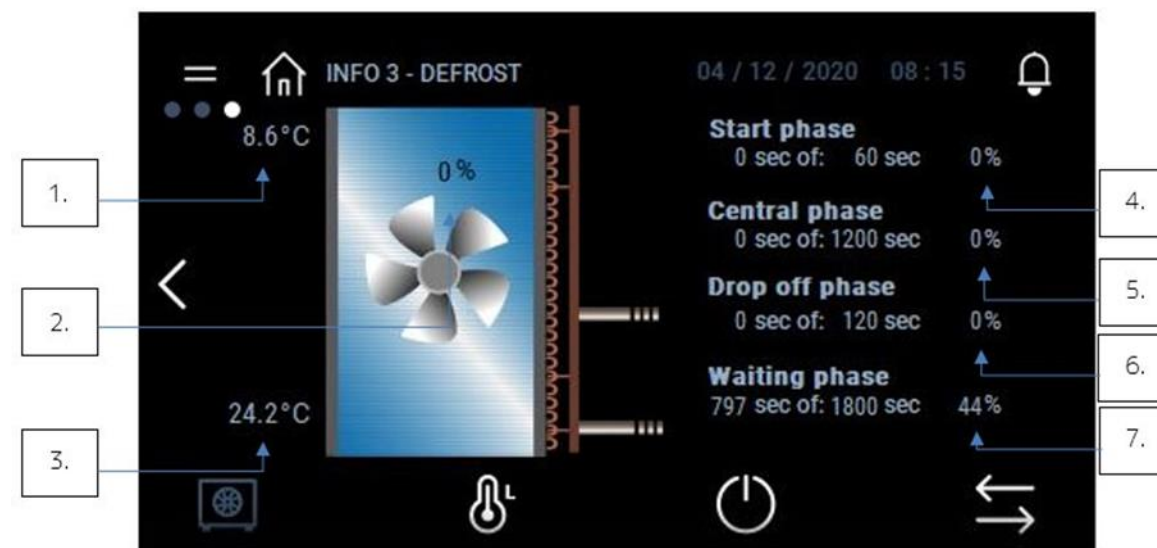 INFO 3 - DEFROST
04 / 12 / 2020 08 : 15
8.6°C
0 %
1.
2.
3.
24.2°C
L
Start phase
0 sec of: 60 sec 0%
4.
Central phase
0 sec of: 1200 sec 0%
5.
Drop off phase
0 sec of: 120 sec 0%
6.
Waiting phase
797 sec of: 1800 sec 44%
7.